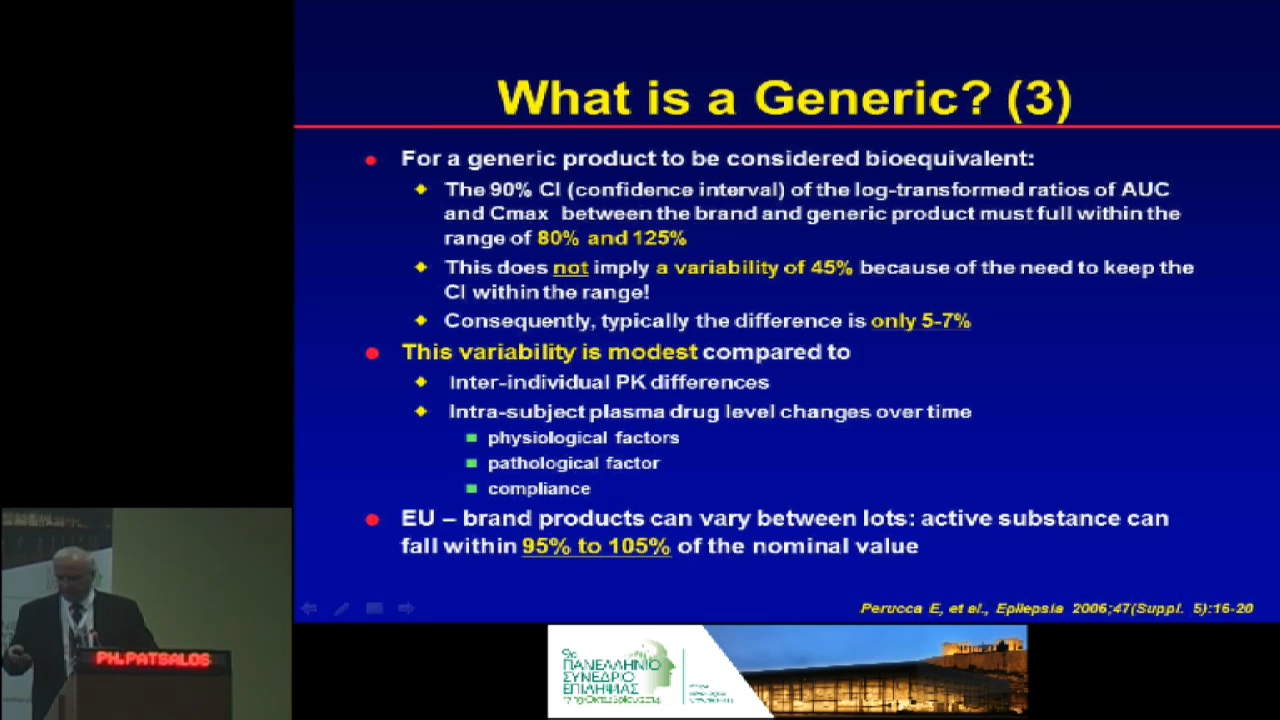 What is a Generic? (3)
For a generic product to be considered bioequivalent:
The 90% CI (confidence interval) of the log-transformed ratios of AUC
and Cmax between the brand and generic product must full within the
range of 80% and 125%
This does not imply a variability of 45% because of the need to keep the
CI within the range!
Consequently, typically the difference is only 5-7%
This variability is modest compared to
Inter-individual PK differences
Intra-subject plasma drug level changes over time
physiological factors
pathological factor
compliance
EU – brand products can vary between lots: active substance can
fall within 95% to 105% of the nominal value
Perucca E, et al., Epilepsia 2006;47(Suppl. 5):16-20
PH.PATSALOS
9ο
ΠΑΝΕΛΛΗΝΙΟ
ΣΥΝΕΔΡΙΟ
ΕΠΙΛΗΨΙΑΣ